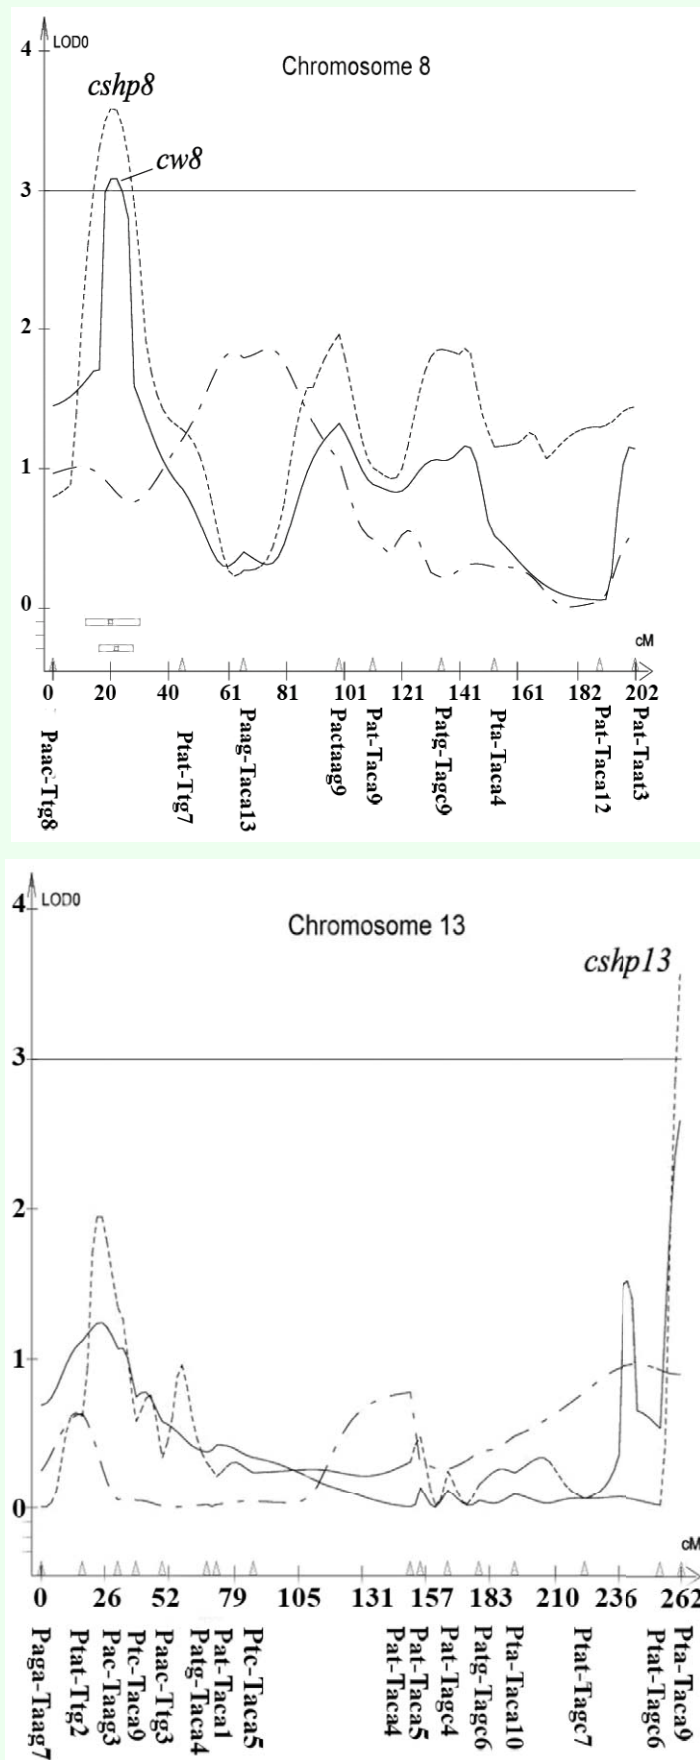 4
LOD0
Chromosome 8
cshp8
cw8
3
2
1
0
cM
0 20 40 61 81 101 121 141 161 182 202
Paac-Ttg8
Ptat-Ttg7
Paag-Taca13
Pactaag9
Pat-Taca9
Patg-Tagc9
Pta-Taca4
Pat-Taca12
Pat-Taat3
4
LOD0
Chromosome 13
cshp13
3
2
1
0
cM
0 26 52 79 105 131 157 183 210 236 262
Paga-Taag7
Ptat-Ttg2
Pac-Taag3
Ptc-Taca9
Paac-Ttg3
Patg-Taca4
Pat-Taca1
Ptc-Taca5
Pat-Taca4
Pat-Taca5
Pat-Tagc4
Patg-Tagc6
Pta-Taca10
Ptat-Tagc7
Ptat-Tagc6
Pta-Taca9